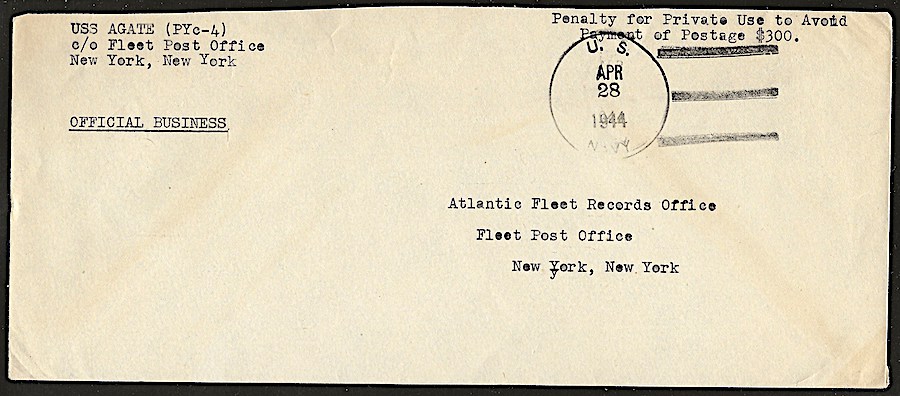 USS AGATE (PYc-4)
c/o Fleet Post Office
New York, New York
OFFICIAL BUSINESS
Penalty for Private Use to Avoid
Payment of Postage $300.
U. S.
APR
28
1944
NAVY
Atlantic Fleet Records Office
Fleet Post Office
New York, New York